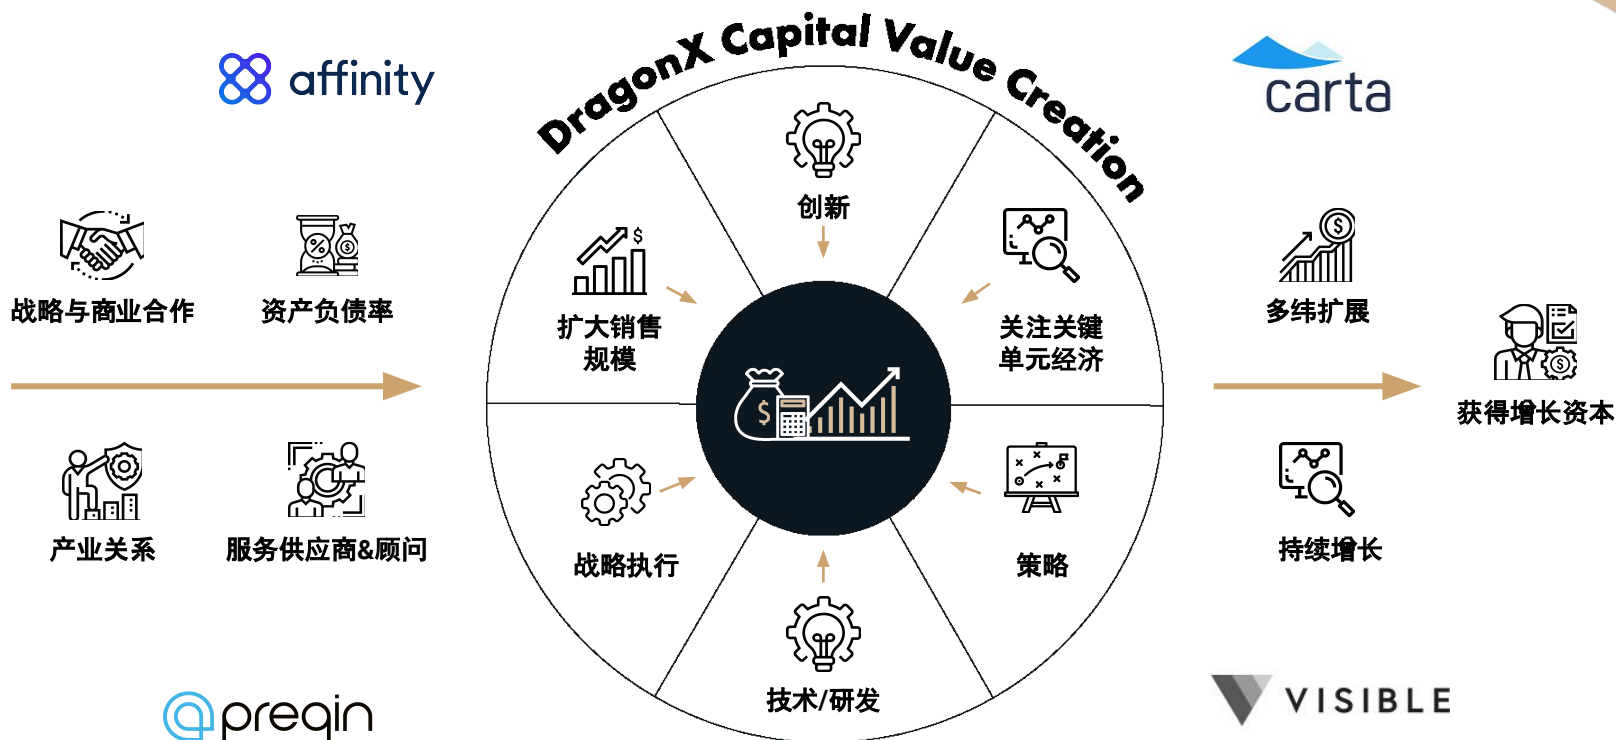 DragonX Capital Value Creation
affinity
carta
创新
战略与商业合作
资产负债率
扩大销售
规模
关注关键
单元经济
多纬扩展
获得增长资本
产业关系
服务供应商&顾问
战略执行
策略
持续增长
技术/研发
preqin
VISIBLE